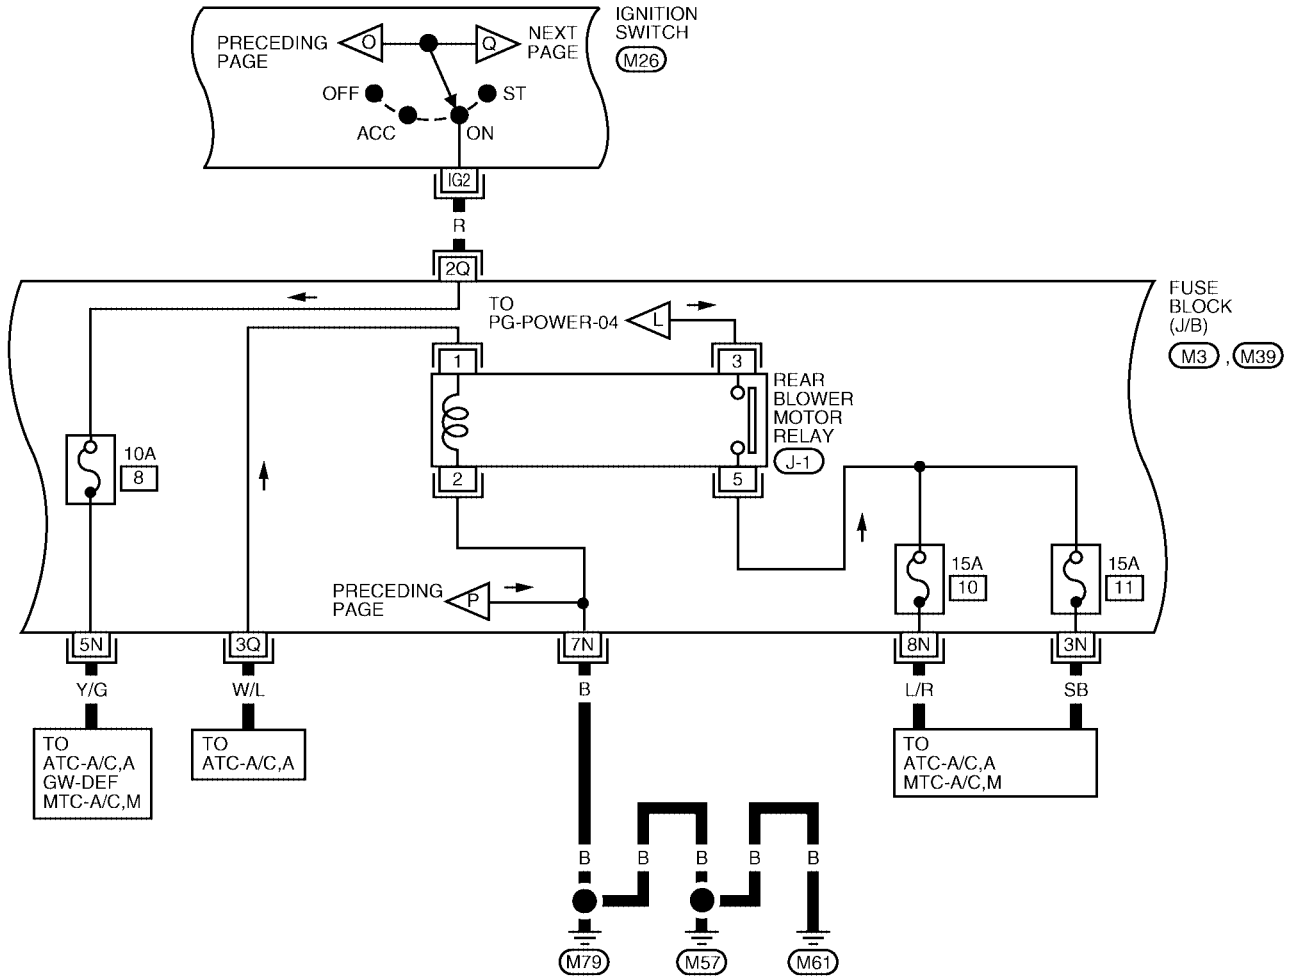 IGNITION
SWITCH
M26
PRECEDING
PAGE
O
Q
NEXT
PAGE
OFF
ST
ACC
ON
IG2
R
2Q
FUSE
BLOCK
(J/B)
M3 , M39
TO
PG-POWER-04
L
1
3
REAR
BLOWER
MOTOR
RELAY
J-1
10A
8
2
5
15A
10
15A
11
PRECEDING
PAGE
P
5N
3Q
7N
8N
3N
Y/G
W/L
B
L/R
SB
TO
ATC-A/C,A
GW-DEF
MTC-A/C,M
TO
ATC-A/C,A
TO
ATC-A/C,A
MTC-A/C,M
B
B
B
B
B
M79
M57
M61